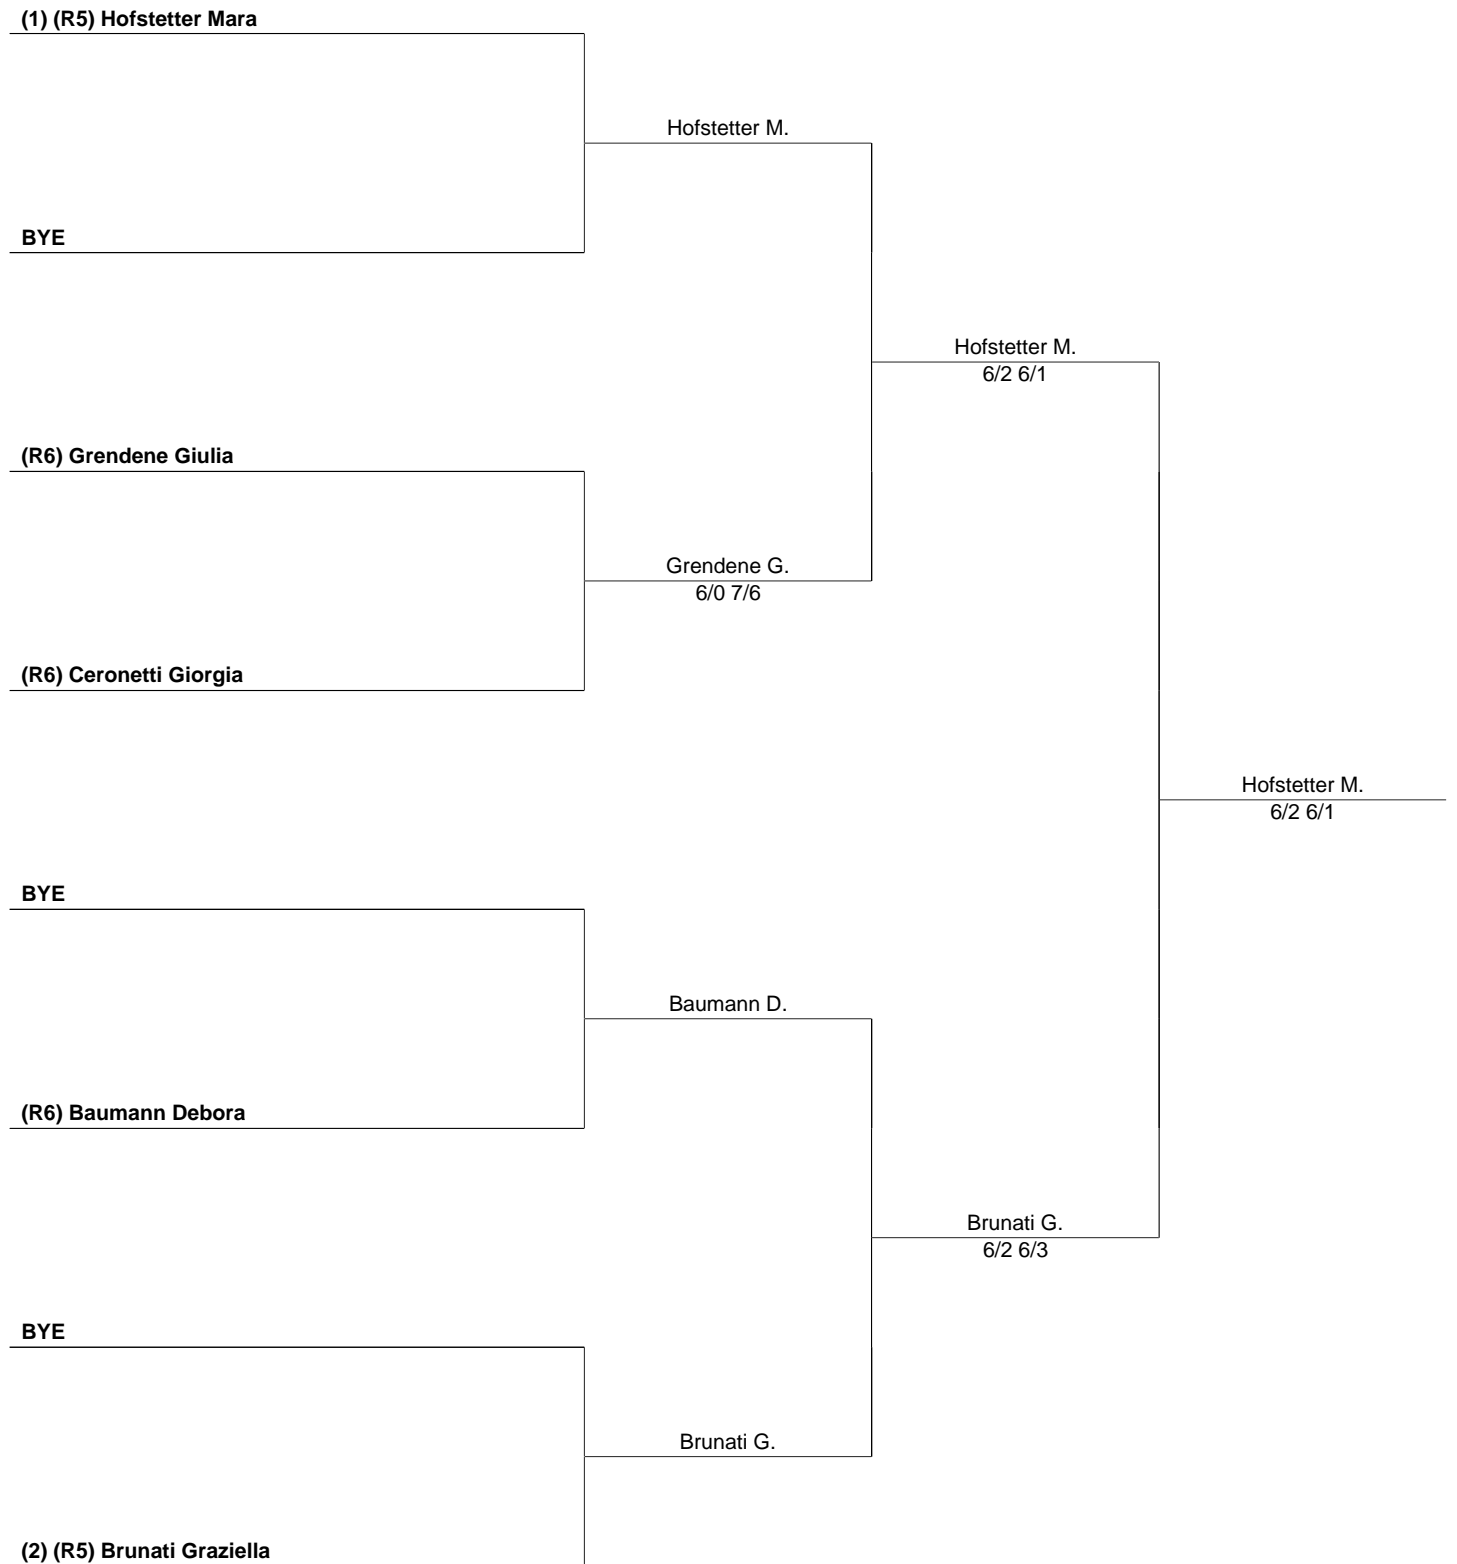 (1) (R5) Hofstetter Mara
Hofstetter M.
BYE
Hofstetter M.
6/2 6/1
(R6) Grendene Giulia
Grendene G.
6/0 7/6
(R6) Ceronetti Giorgia
Hofstetter M.
6/2 6/1
BYE
Baumann D.
(R6) Baumann Debora
Brunati G.
6/2 6/3
BYE
Brunati G.
(2) (R5) Brunati Graziella